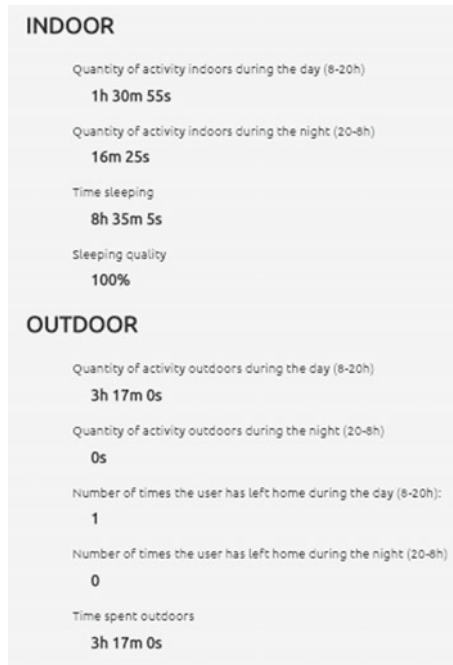 INDOOR
Quantity of activity indoors during the day (8-20h)
1h 30m 55s
Quantity of activity indoors during the night (20-8h)
16m 25s
Time sleeping
8h 35m 5s
Sleeping quality
100%
OUTDOOR
Quantity of activity outdoors during the day (8-20h)
3h 17m 0s
Quantity of activity outdoors during the night (20-8h)
0s
Number of times the user has left home during the day (8-20h):
1
Number of times the user has left home during the night (20-8h)
0
Time spent outdoors
3h 17m 0s